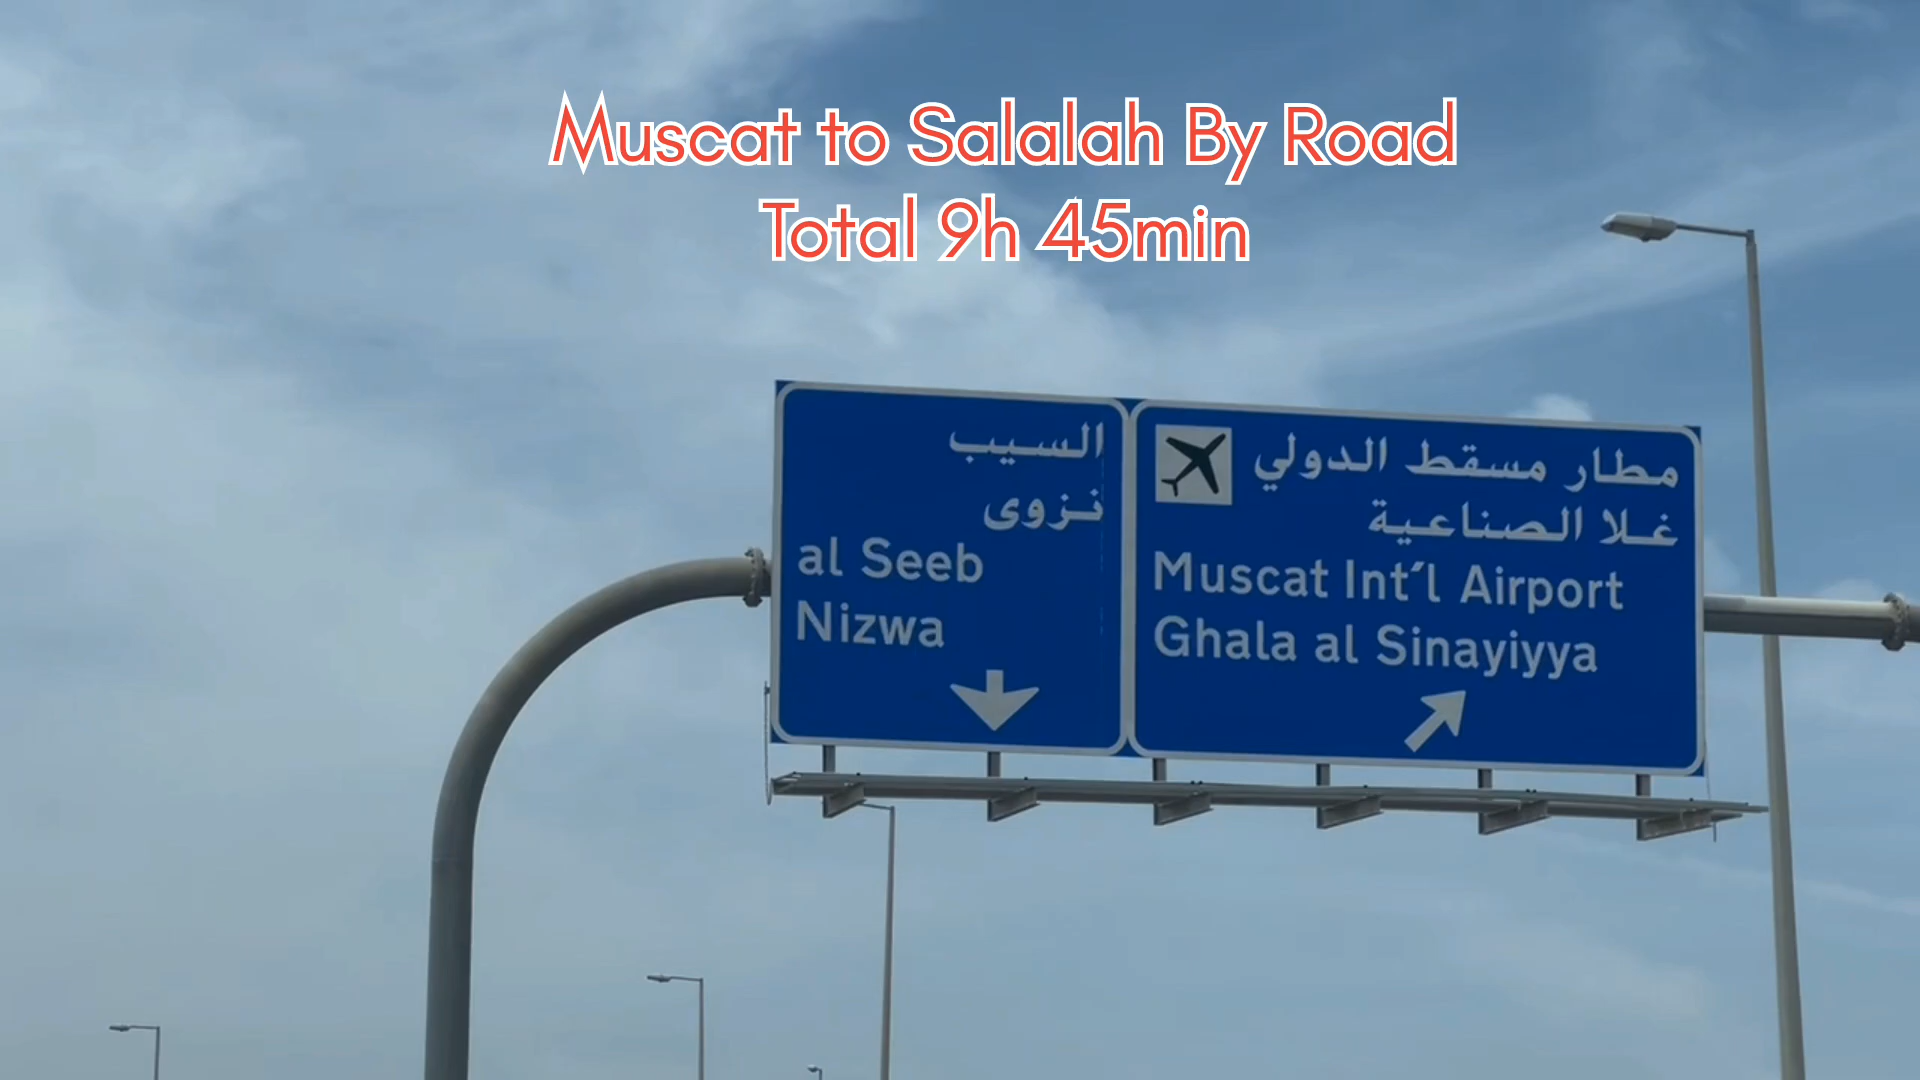 Muscat to Salalah By Road
Total 9h 45min
السيب
نزوى
al Seeb
Nizwa
مطار مسقط الدولي
غلا الصناعية
Muscat Int´l Airport
Ghala al Sinayiyya